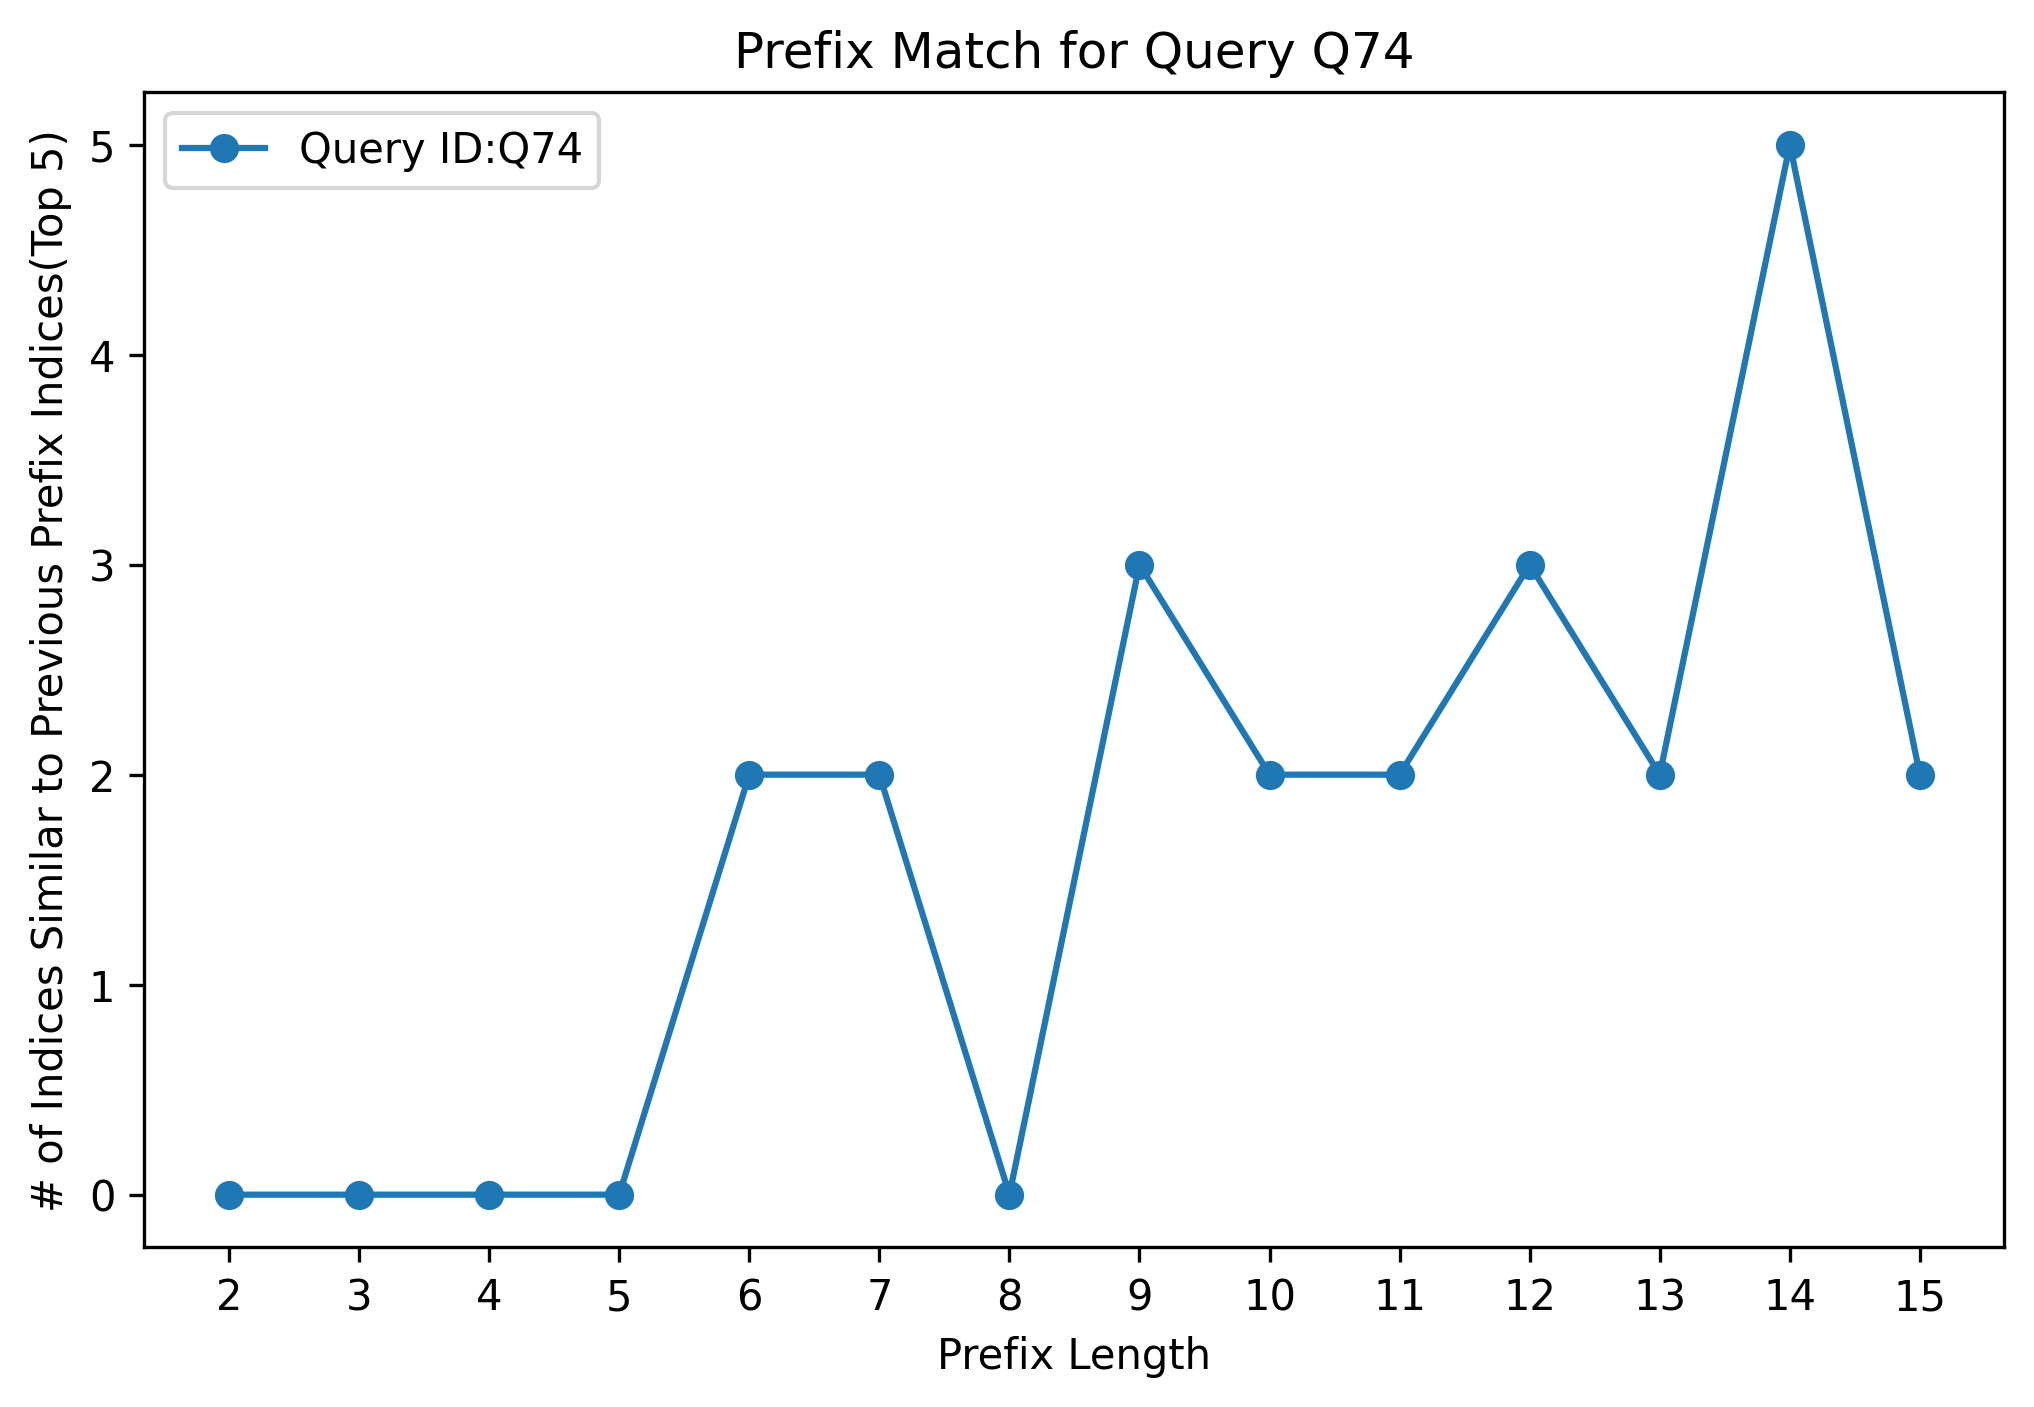 Prefix Match for Query Q74
Query ID:Q74
# of Indices Similar to Previous Prefix Indices(Top 5)
5
4
3
2
1
0
2 3 4 5 6 7 8 9 10 11 12 13 14 15
Prefix Length